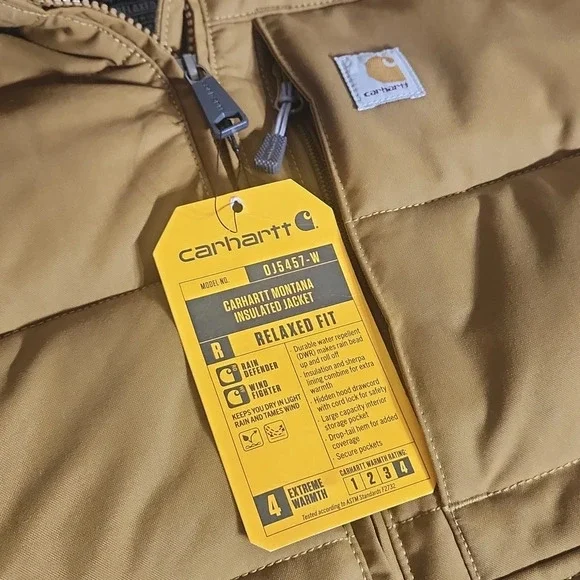 Carhartt
carhartt
MODEL NO. OJ5457-W
CARHARTT MONTANA
INSULATED JACKET
R RELAXED FIT
RAIN
DEFENDER
WIND
FIGHTER
KEEPS YOU DRY IN LIGHT
RAIN AND TAMES WIND
Durable water repellent
(DWR) makes rain bead
up and roll off
· Insulation and sherpa
lining combine for extra
warmth
· Hidden hood drawcord
with cord lock for safety
· Large capacity interior
storage pocket
· Drop-tail hem for added
coverage
· Secure pockets
4 EXTREME
WARMTH
CARHARTT WARMTH RATING
1 2 3 4
Tested according to ASTM Standards F2732